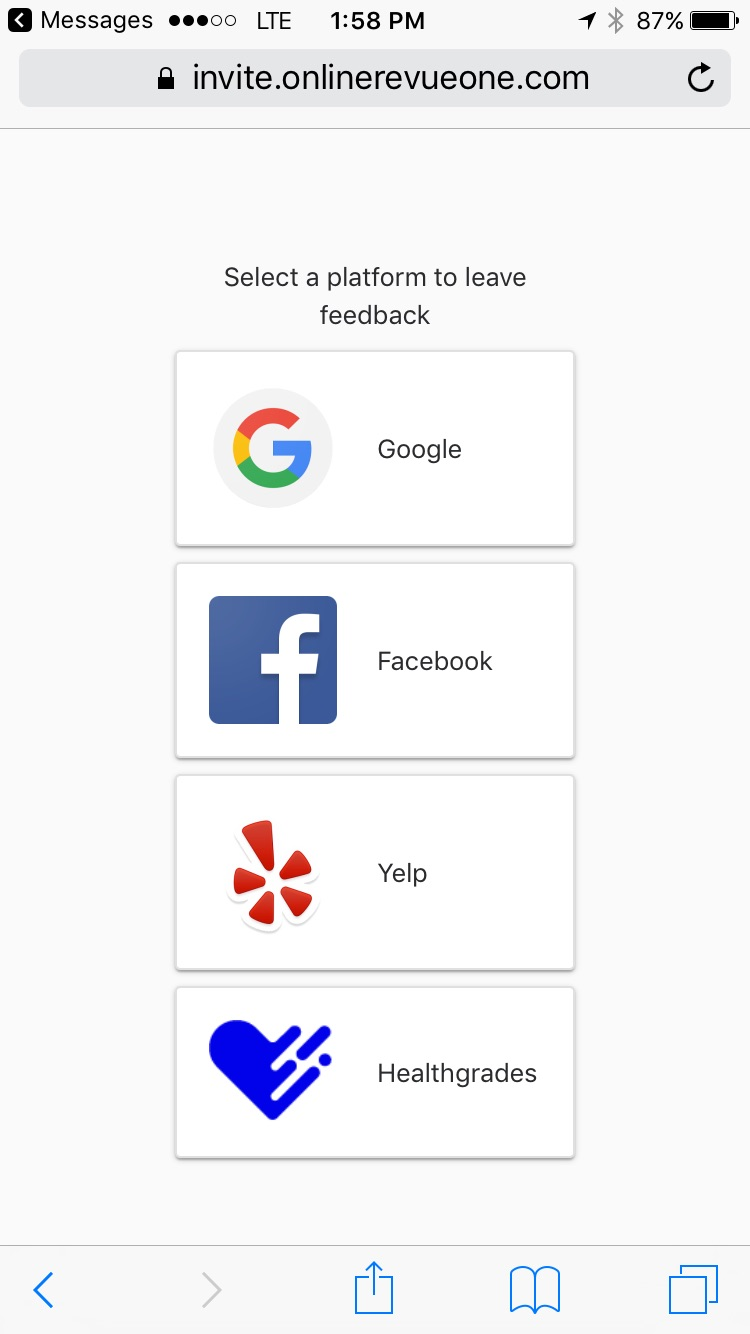 Messages LTE 1:58 PM 87%
invite.onlinerevueone.com
Select a platform to leave
feedback
Google
Facebook
Yelp
Healthgrades